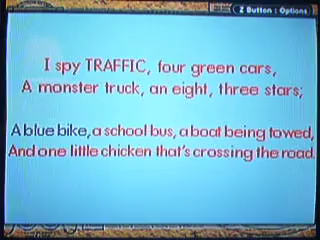 Z Button : Options
I spy TRAFFIC, four green cars,
A monster truck, an eight, three stars;
A blue bike, a school bus, a boat being towed,
And one little chicken that's crossing the road.